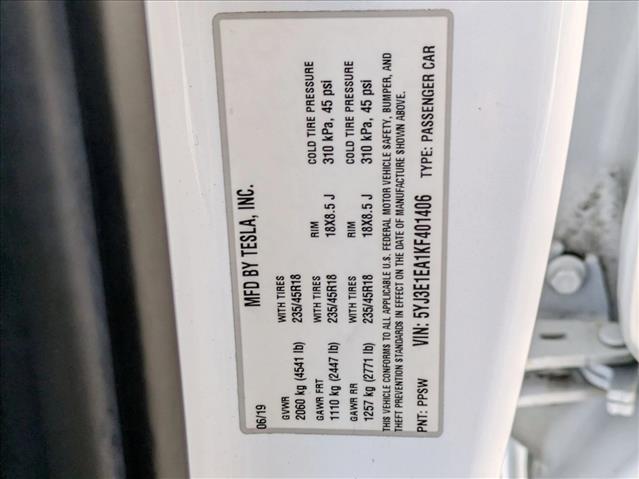 MFD BY TESLA, INC.
06/19
GVWR WITH TIRES
2060 kg (4541 lb) 235/45R18
GAWR FRT WITH TIRES RIM COLD TIRE PRESSURE
1110 kg (2447 lb) 235/45R18 18X8.5 J 310 kPa, 45 psi
GAWR RR WITH TIRES RIM COLD TIRE PRESSURE
1257 kg (2771 lb) 235/45R18 18X8.5 J 310 kPa, 45 psi
THIS VEHICLE CONFORMS TO ALL APPLICABLE U.S. FEDERAL MOTOR VEHICLE SAFETY, BUMPER, AND
THEFT PREVENTION STANDARDS IN EFFECT ON THE DATE OF MANUFACTURE SHOWN ABOVE.
PNT: PPSW VIN: 5YJ3E1EA1KF401406 TYPE: PASSENGER CAR